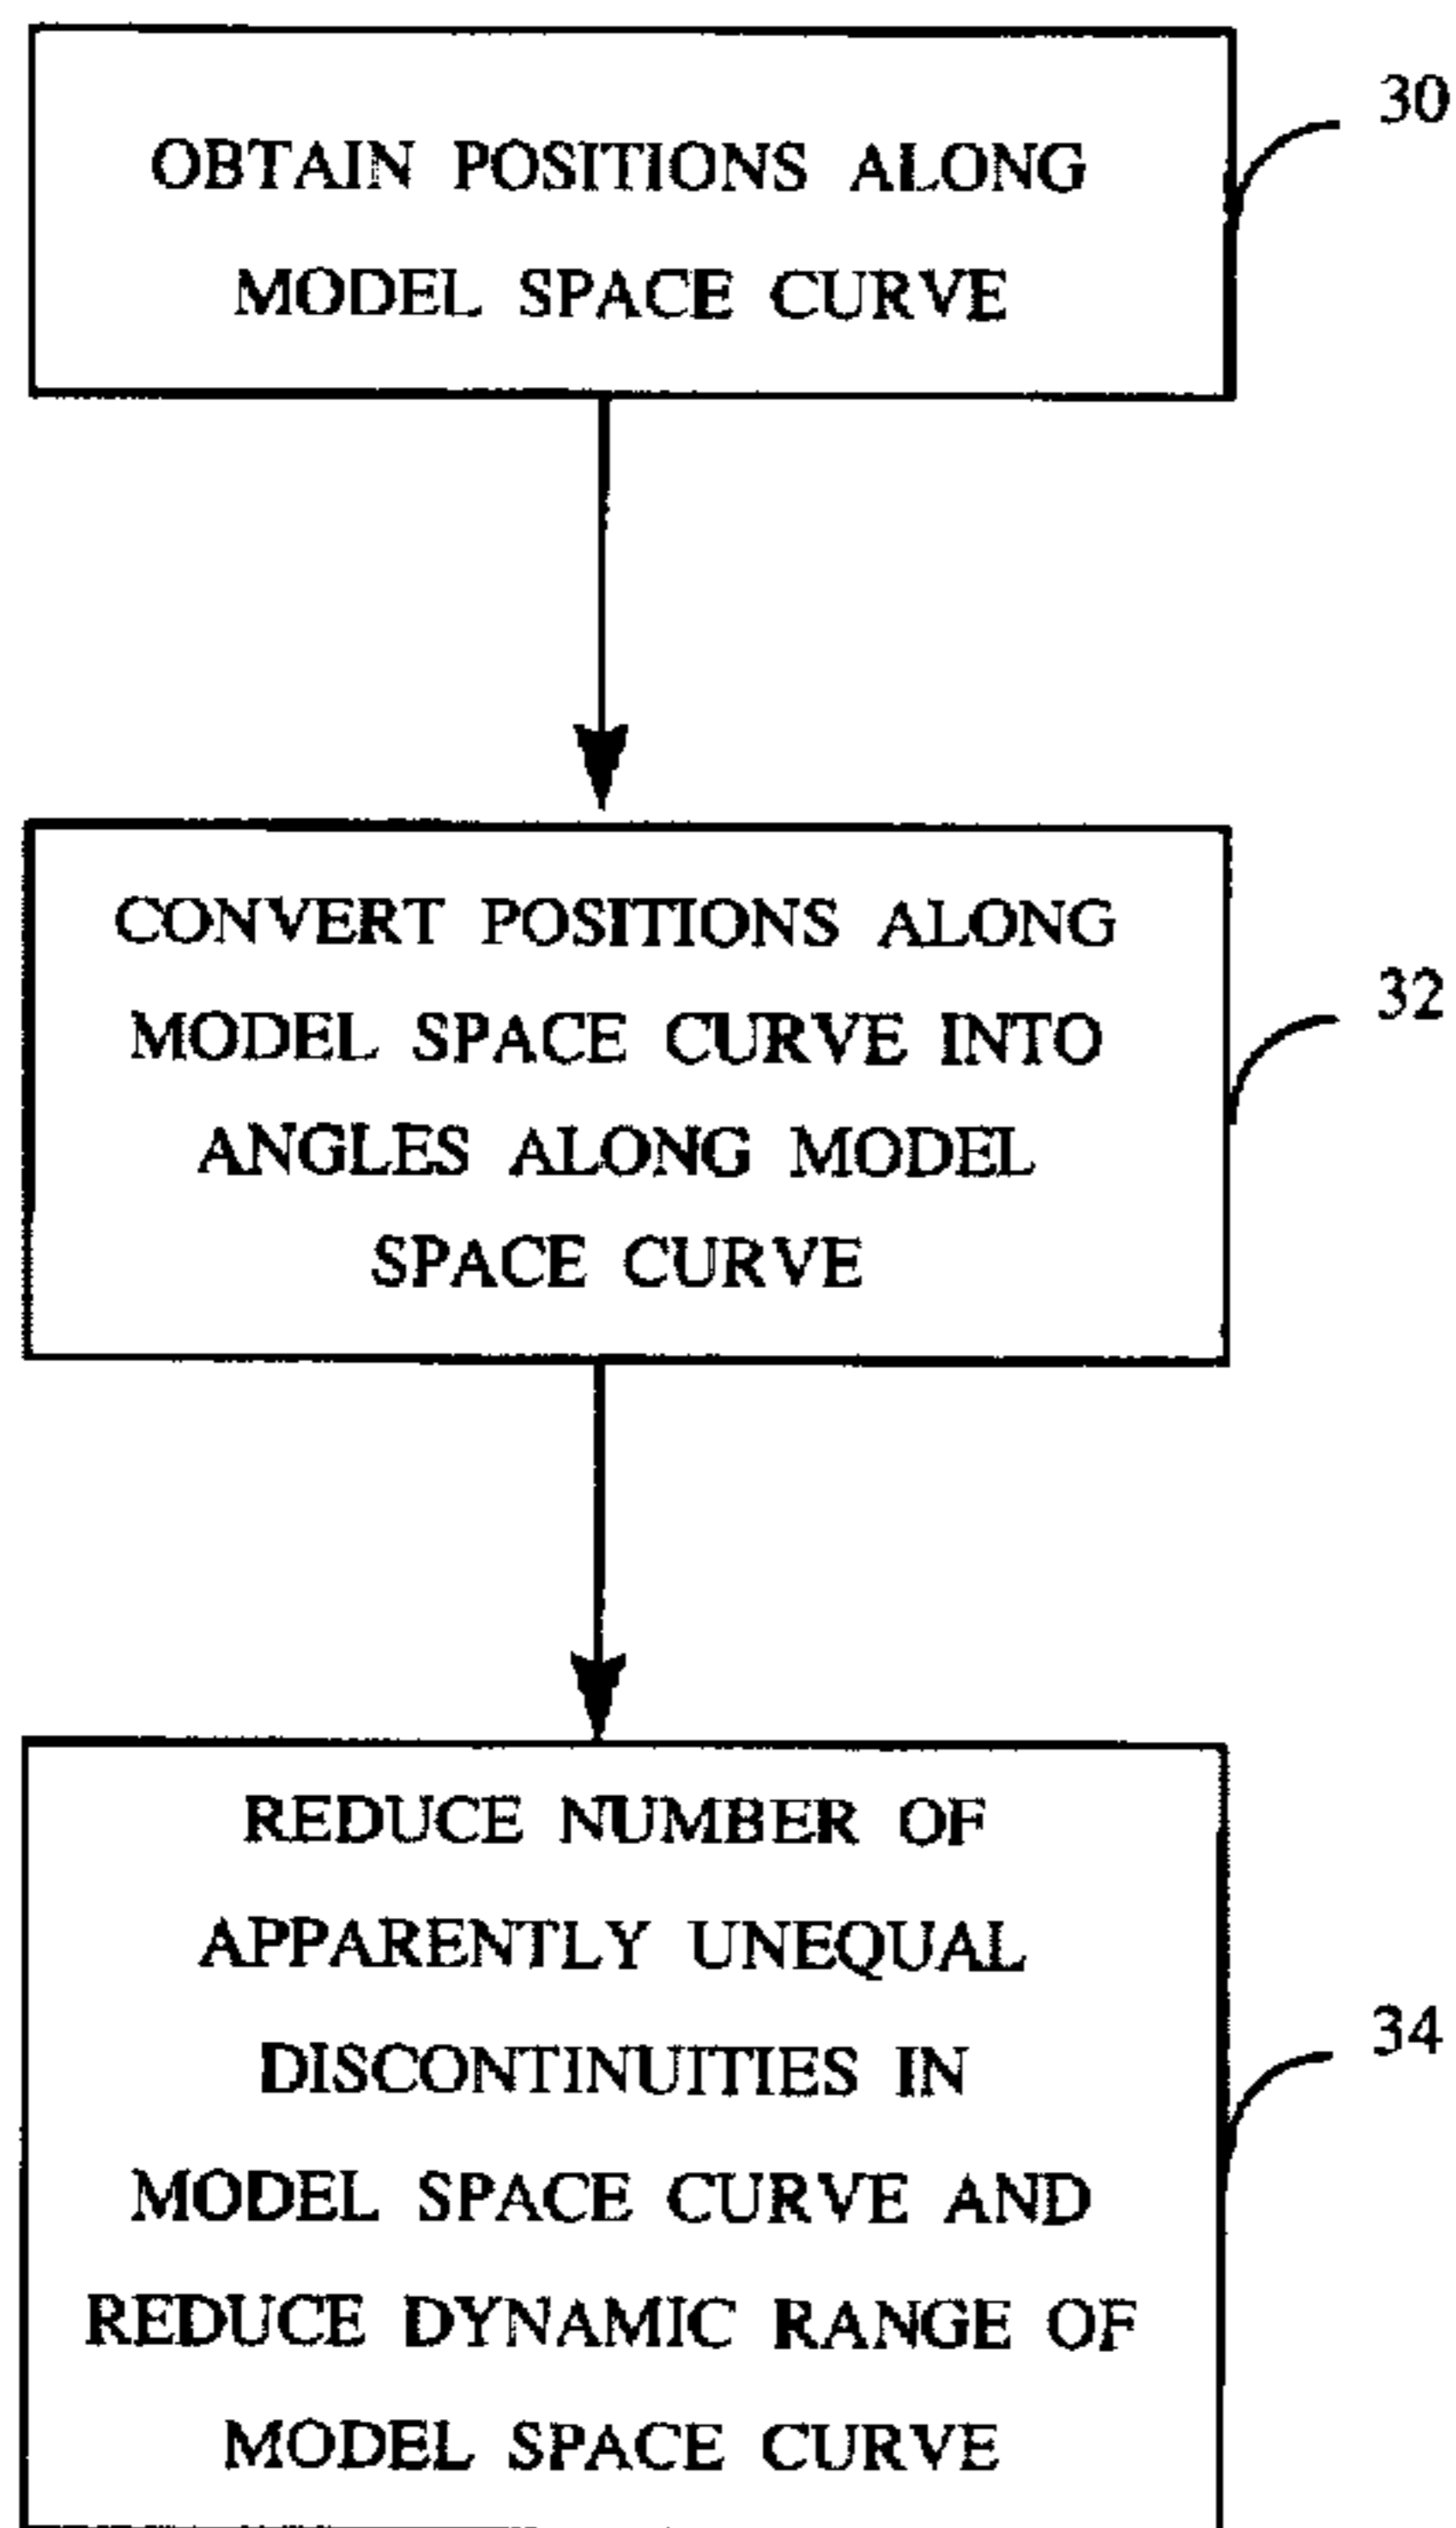 OBTAIN POSITIONS ALONG
MODEL SPACE CURVE
30
CONVERT POSITIONS ALONG
MODEL SPACE CURVE INTO
ANGLES ALONG MODEL
SPACE CURVE
32
REDUCE NUMBER OF
APPARENTLY UNEQUAL
DISCONTINUITIES IN
MODEL SPACE CURVE AND
REDUCE DYNAMIC RANGE OF
MODEL SPACE CURVE
34